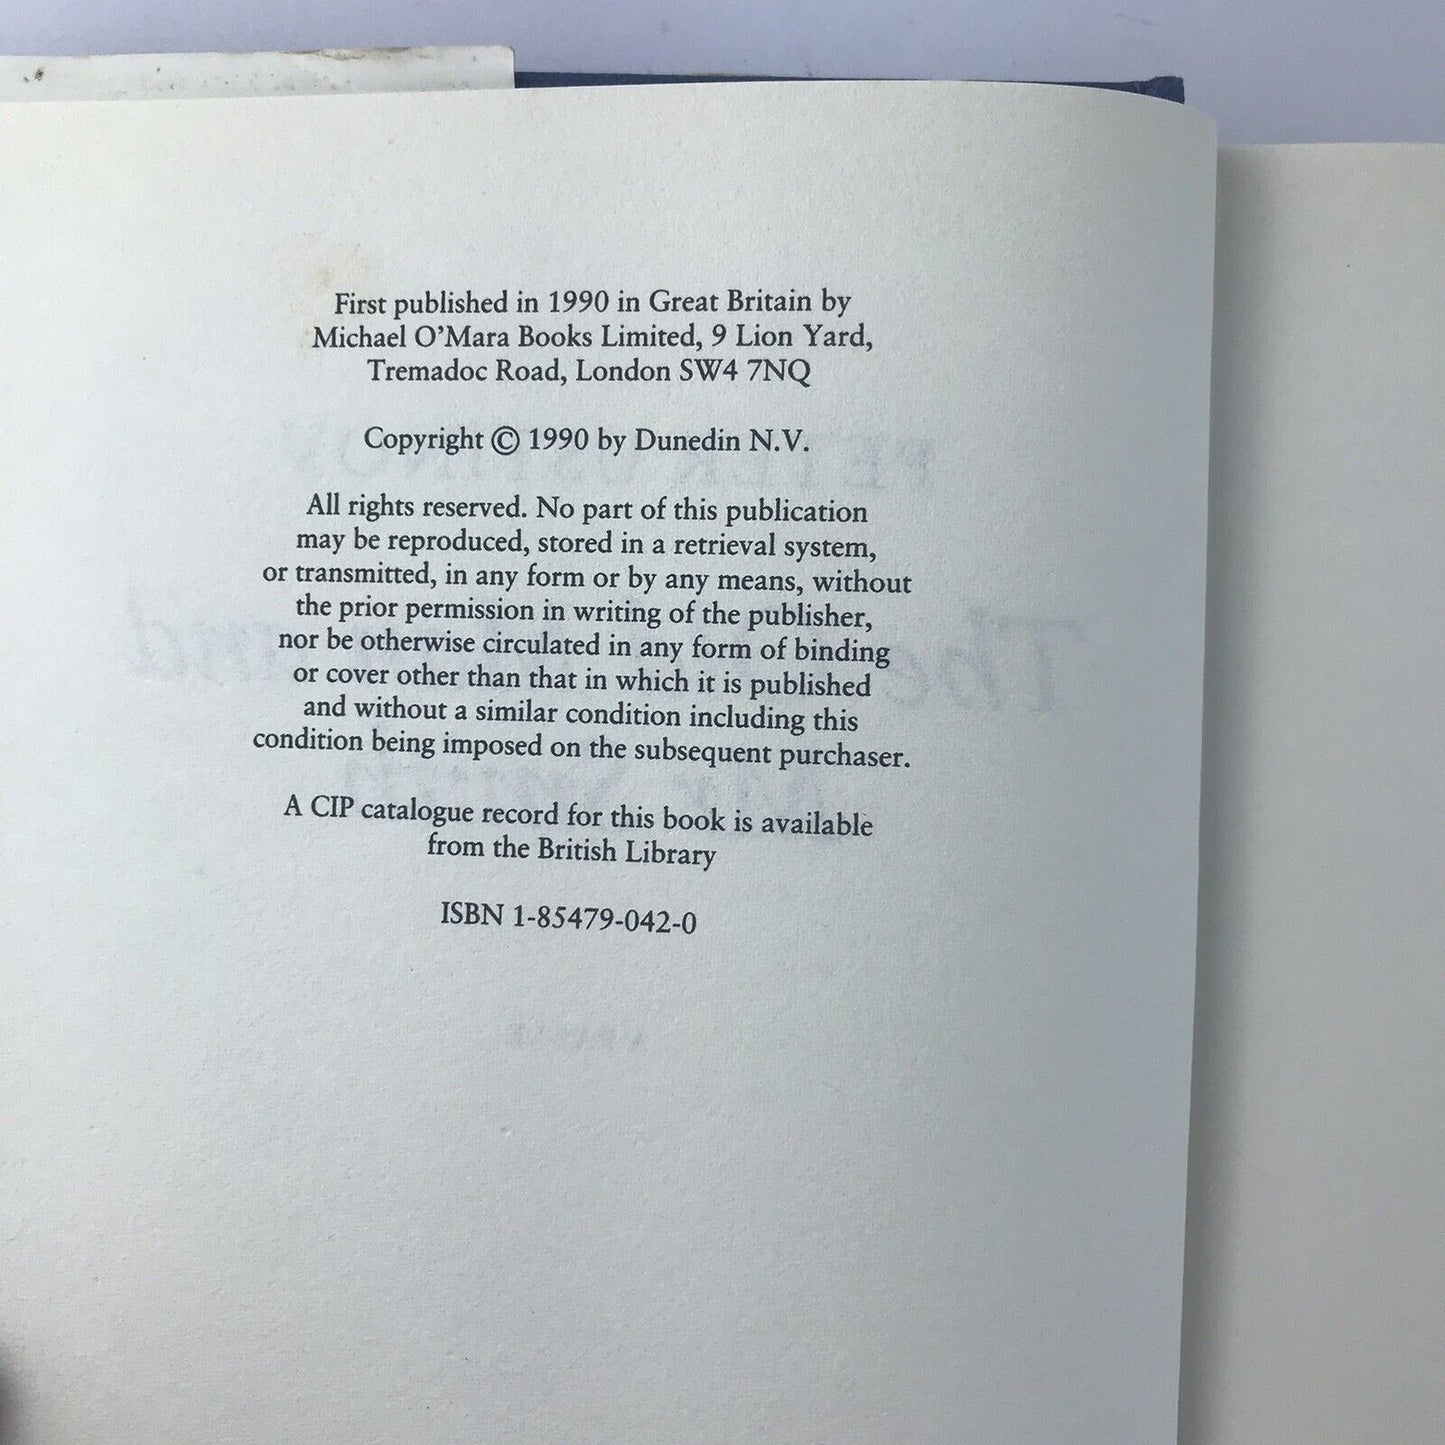 First published in 1990 in Great Britain by
Michael O'Mara Books Limited, 9 Lion Yard,
Tremadoc Road, London SW4 7NQ
Copyright © 1990 by Dunedin N.V.
All rights reserved. No part of this publication
may be reproduced, stored in a retrieval system,
or transmitted, in any form or by any means, without
the prior permission in writing of the publisher,
nor be otherwise circulated in any form of binding
or cover other than that in which it is published
and without a similar condition including this
condition being imposed on the subsequent purchaser.
A CIP catalogue record for this book is available
from the British Library
ISBN 1-85479-042-0